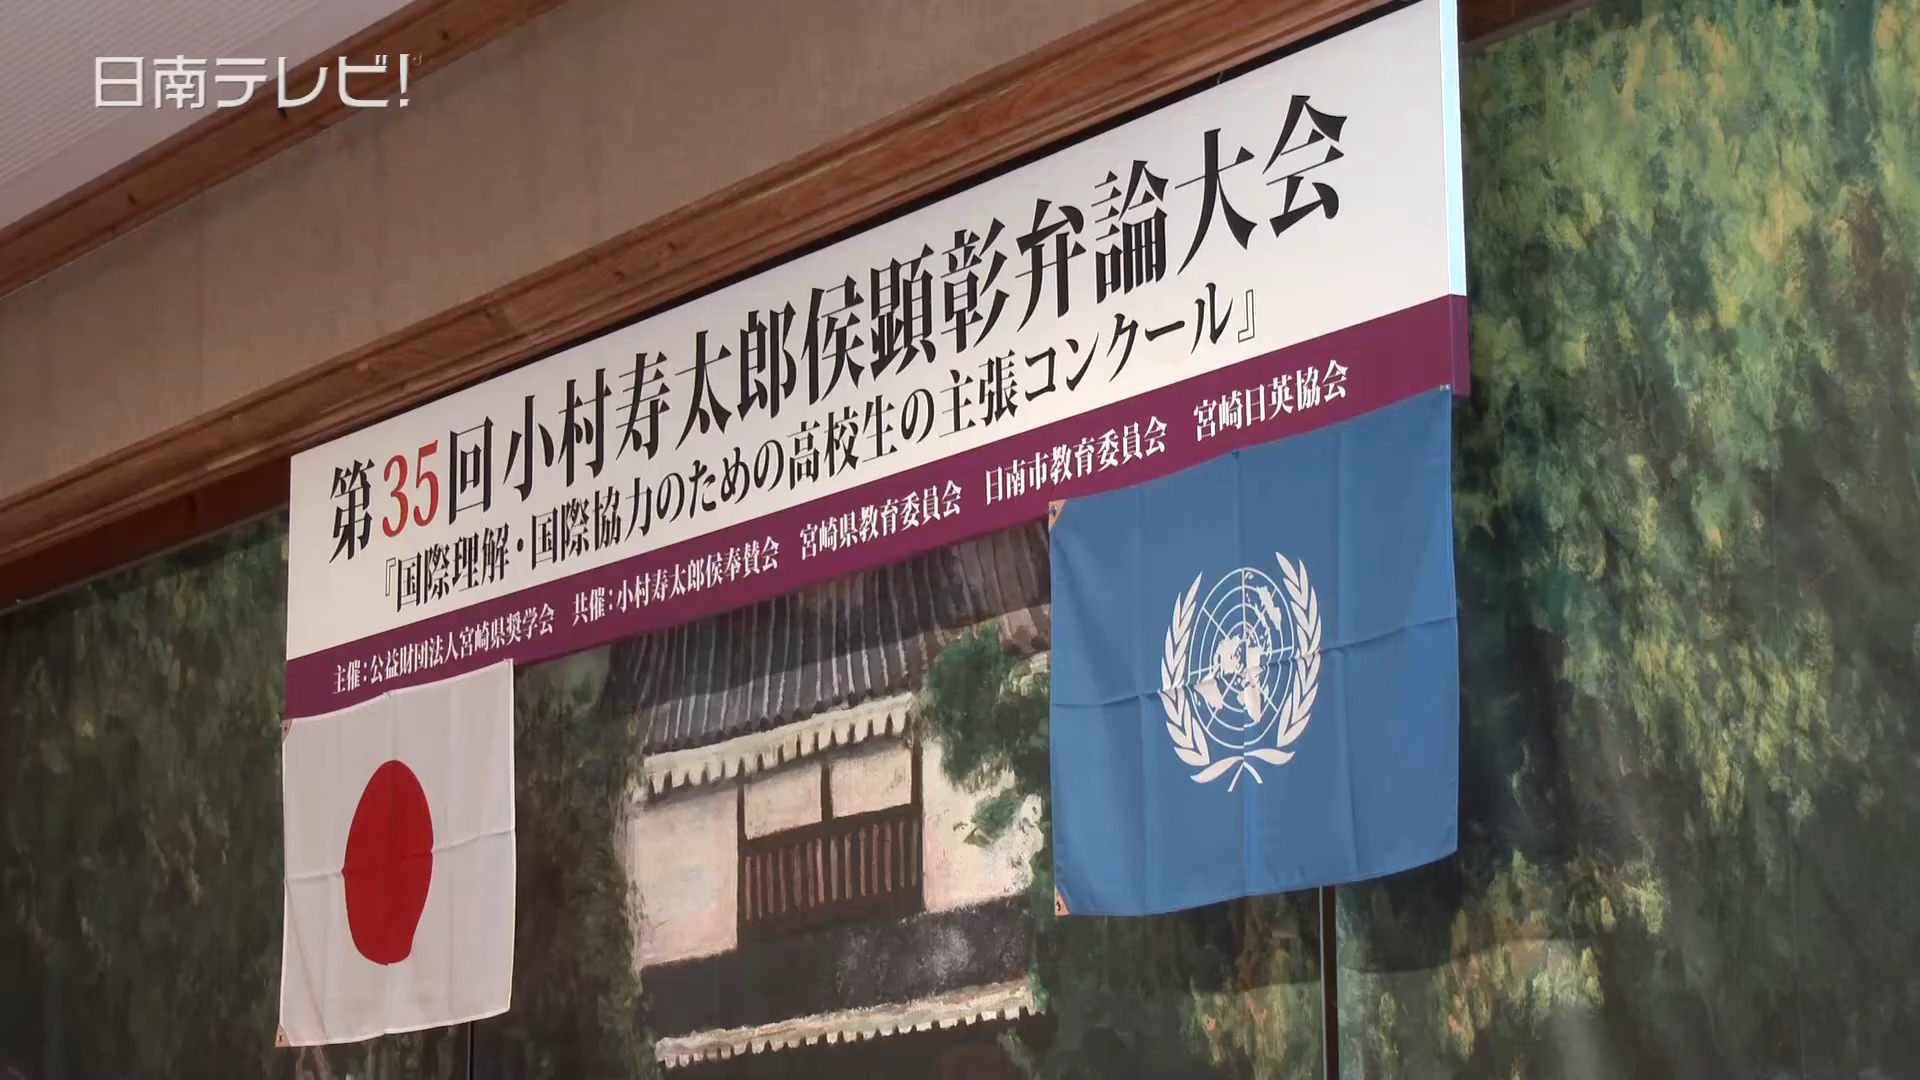 日南テレビ!
第35回小村寿太郎侯顕彰弁論大会
『国際理解・国際協力のための高校生の主張コンクール』
主催：公益財団法人宮崎県奨学会　共催：小村寿太郎侯奉賛会　宮崎県教育委員会　日南市教育委員会　宮崎日英協会